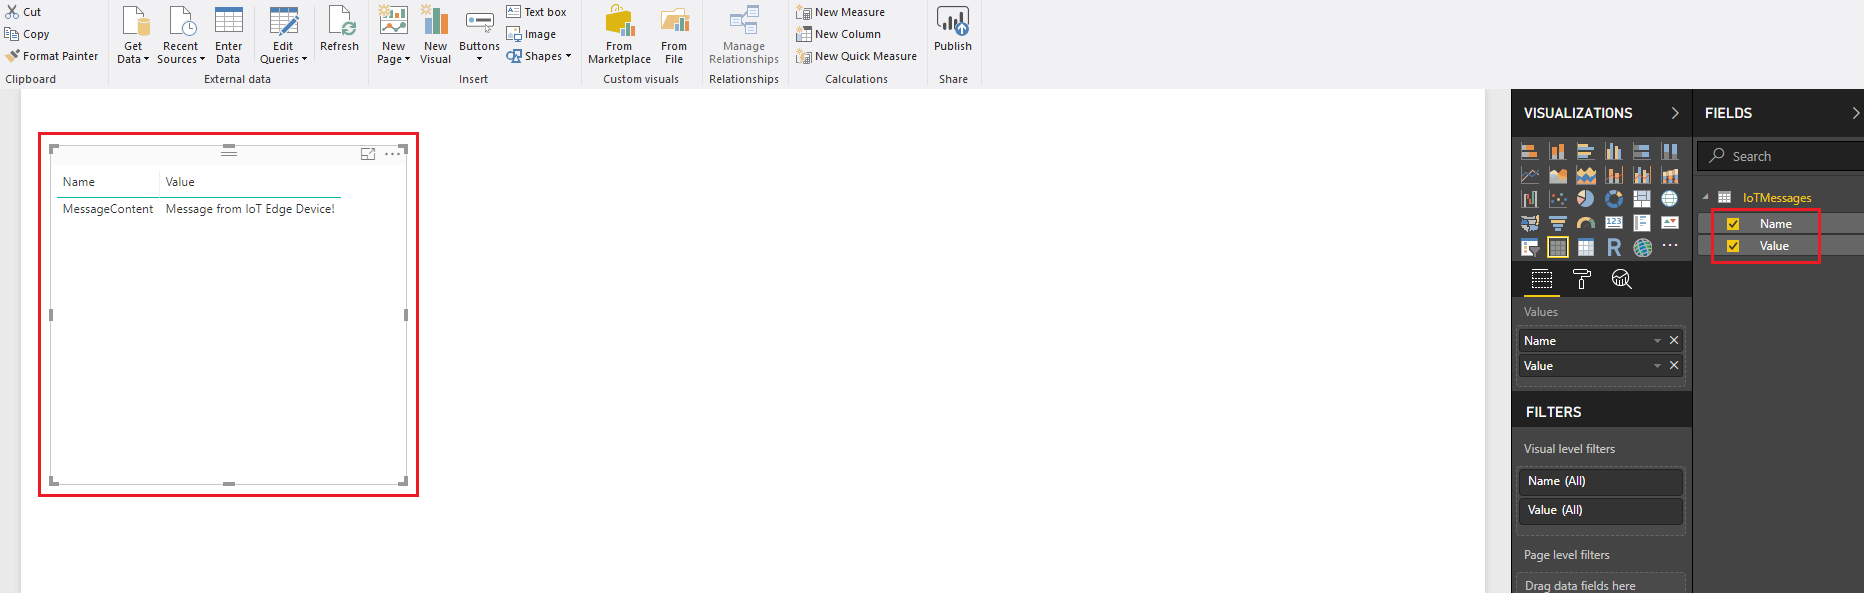 Cut
Copy
Format Painter
Clipboard
Get Data
Recent Sources
Enter Data
Edit Queries
Refresh
External data
New Page
New Visual
Buttons
Text box
Image
Shapes
Insert
From Marketplace
From File
Custom visuals
Manage Relationships
Relationships
New Measure
New Column
New Quick Measure
Calculations
Publish
Share
Name Value
MessageContent Message from IoT Edge Device!
VISUALIZATIONS
123
R
Values
Name
Value
FILTERS
Visual level filters
Name (All)
Value (All)
Page level filters
Drag data fields here
FIELDS
Search
IoTMessages
Name
Value